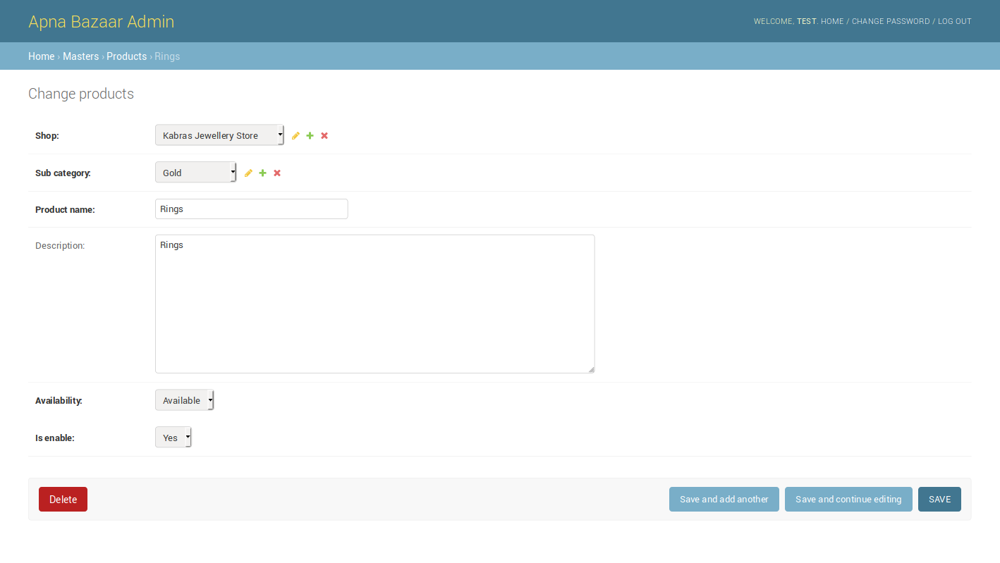 Apna Bazaar Admin
WELCOME, TEST. HOME / CHANGE PASSWORD / LOG OUT
Home › Masters › Products › Rings
Change products
Shop: Kabras Jewellery Store
Sub category: Gold
Product name: Rings
Description: Rings
Availability: Available
Is enable: Yes
Delete Save and add another Save and continue editing SAVE